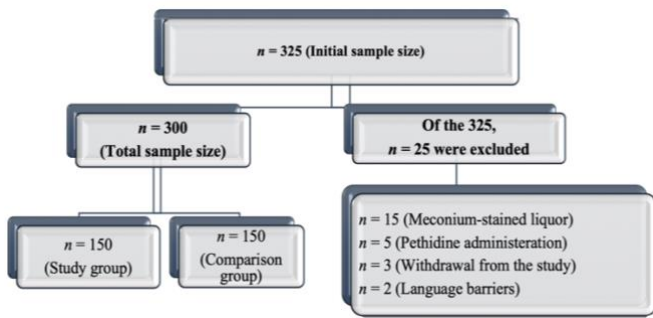 n = 325 (Initial sample size)
n = 300
(Total sample size)
Of the 325,
n = 25 were excluded
n = 150
(Study group)
n = 150
(Comparison
group)
n = 15 (Meconium-stained liquor)
n = 5 (Pethidine administeration)
n = 3 (Withdrawal from the study)
n = 2 (Language barriers)